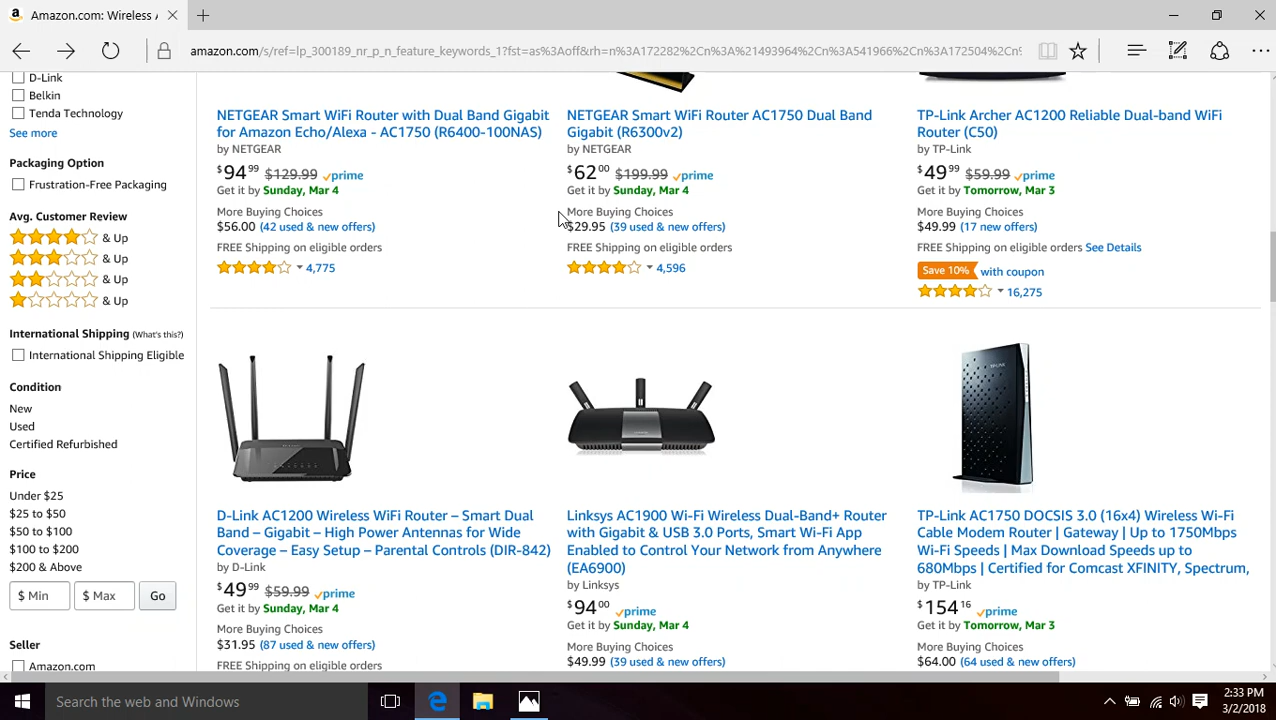 Amazon.com: Wireless A
amazon.com/s/ref=lp_300189_nr_p_n_feature_keywords_1?fst=as%3Aoff&rh=n%3A172282%2Cn%3A%21493964%2Cn%3A541966%2Cn%3A172504%2Cn%
D-Link
Belkin
Tenda Technology
See more
Packaging Option
Frustration-Free Packaging
Avg. Customer Review
& Up
& Up
& Up
& Up
International Shipping (What's this?)
International Shipping Eligible
Condition
New
Used
Certified Refurbished
Price
Under $25
$25 to $50
$50 to $100
$100 to $200
$200 & Above
$ Min $ Max Go
Seller
Amazon.com
NETGEAR Smart WiFi Router with Dual Band Gigabit
for Amazon Echo/Alexa - AC1750 (R6400-100NAS)
by NETGEAR
$94 99 $129.99 prime
Get it by Sunday, Mar 4
More Buying Choices
$56.00 (42 used & new offers)
FREE Shipping on eligible orders
4,775
NETGEAR Smart WiFi Router AC1750 Dual Band
Gigabit (R6300v2)
by NETGEAR
$62 00 $199.99 prime
Get it by Sunday, Mar 4
More Buying Choices
$29.95 (39 used & new offers)
FREE Shipping on eligible orders
4,596
TP-Link Archer AC1200 Reliable Dual-band WiFi
Router (C50)
by TP-Link
$49 99 $59.99 prime
Get it by Tomorrow, Mar 3
More Buying Choices
$49.99 (17 new offers)
FREE Shipping on eligible orders See Details
Save 10% with coupon
16,275
D-Link AC1200 Wireless WiFi Router – Smart Dual
Band – Gigabit – High Power Antennas for Wide
Coverage – Easy Setup – Parental Controls (DIR-842)
by D-Link
$49 99 $59.99 prime
Get it by Sunday, Mar 4
More Buying Choices
$31.95 (87 used & new offers)
FREE Shipping on eligible orders
Linksys AC1900 Wi-Fi Wireless Dual-Band+ Router
with Gigabit & USB 3.0 Ports, Smart Wi-Fi App
Enabled to Control Your Network from Anywhere
(EA6900)
by Linksys
$94 00 prime
Get it by Sunday, Mar 4
More Buying Choices
$49.99 (39 used & new offers)
TP-LINK
TP-Link AC1750 DOCSIS 3.0 (16x4) Wireless Wi-Fi
Cable Modem Router | Gateway | Up to 1750Mbps
Wi-Fi Speeds | Max Download Speeds up to
680Mbps | Certified for Comcast XFINITY, Spectrum,
by TP-Link
$154 16 prime
Get it by Tomorrow, Mar 3
More Buying Choices
$64.00 (64 used & new offers)
Search the web and Windows
2:33 PM
3/2/2018